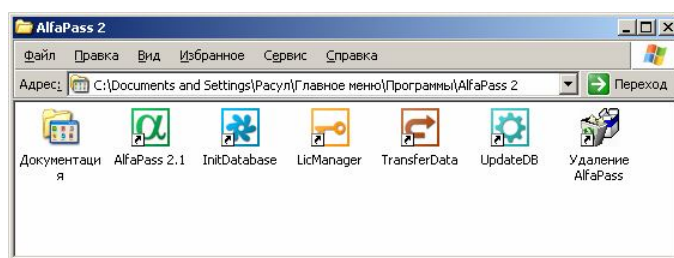 AlfaPass 2
Файл Правка Вид Избранное Сервис Справка
Адрес: C:\Documents and Settings\Расул\Главное меню\Программы\AlfaPass 2 Переход
Документаци AlfaPass 2.1 InitDatabase LicManager TransferData UpdateDB Удаление
я AlfaPass